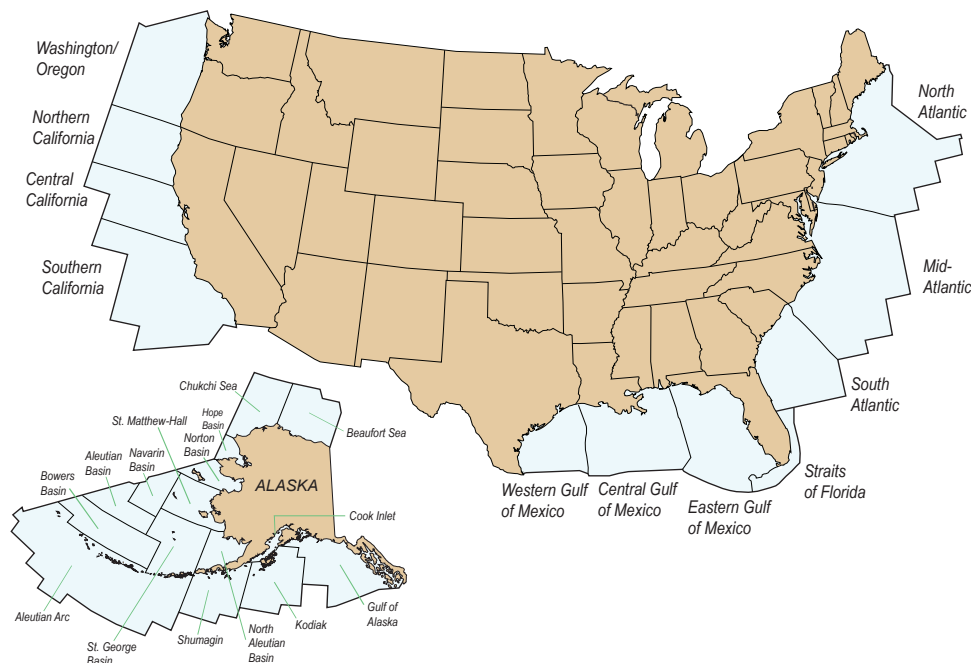 Washington/
Oregon
Northern
California
Central
California
Southern
California
North
Atlantic
Mid-
Atlantic
South
Atlantic
Straits
of Florida
Eastern Gulf
of Mexico
Central Gulf
of Mexico
Western Gulf
of Mexico
Chukchi Sea
Beaufort Sea
Hope
Basin
St. Matthew-Hall
Norton
Basin
Navarin
Basin
Aleutian
Basin
Bowers
Basin
ALASKA
Cook Inlet
Aleutian Arc
St. George
Basin
Shumagin
North
Aleutian
Basin
Kodiak
Gulf of
Alaska